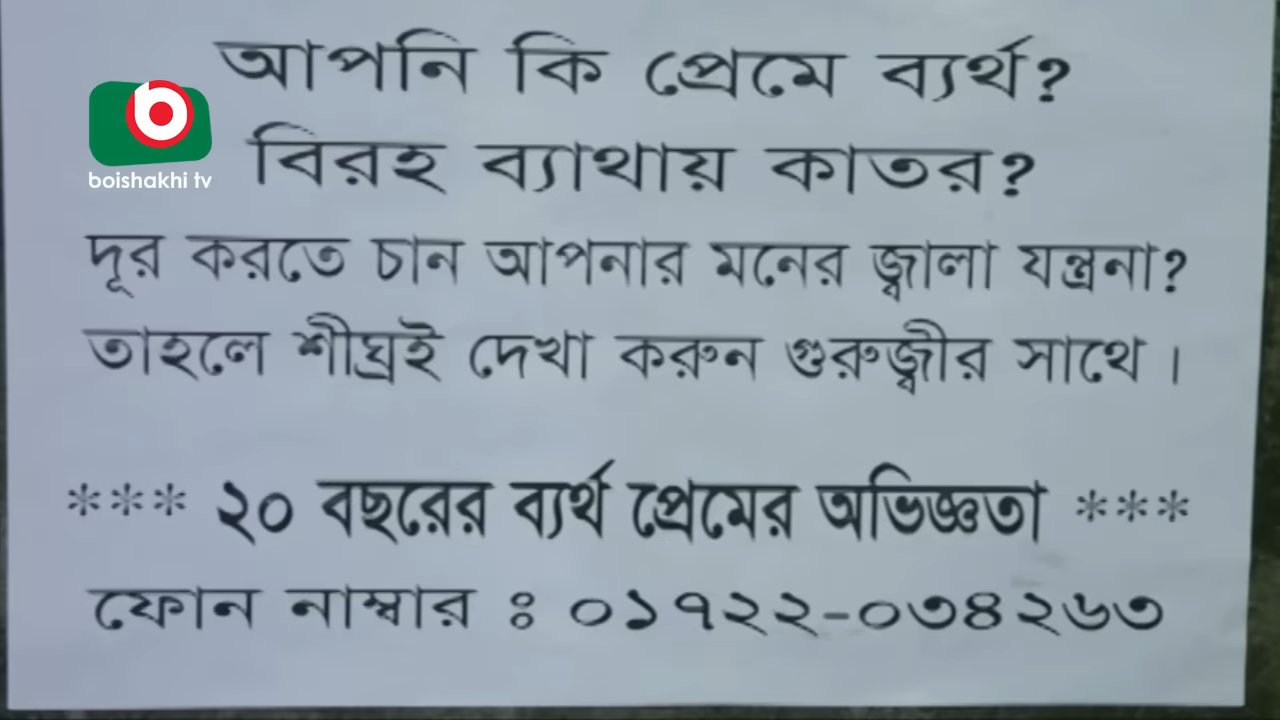 আপনি কি প্রেমে ব্যর্থ?
boishakhi tv
বিরহ ব্যাথায় কাতর?
দূর করতে চান আপনার মনের জ্বালা যন্ত্রনা?
তাহলে শীঘ্রই দেখা করুন গুরুজ্বীর সাথে।
*** ২০ বছরের ব্যর্থ প্রেমের অভিজ্ঞতা ***
ফোন নাম্বার ঃ ০১৭২২-০৩৪২৬৩